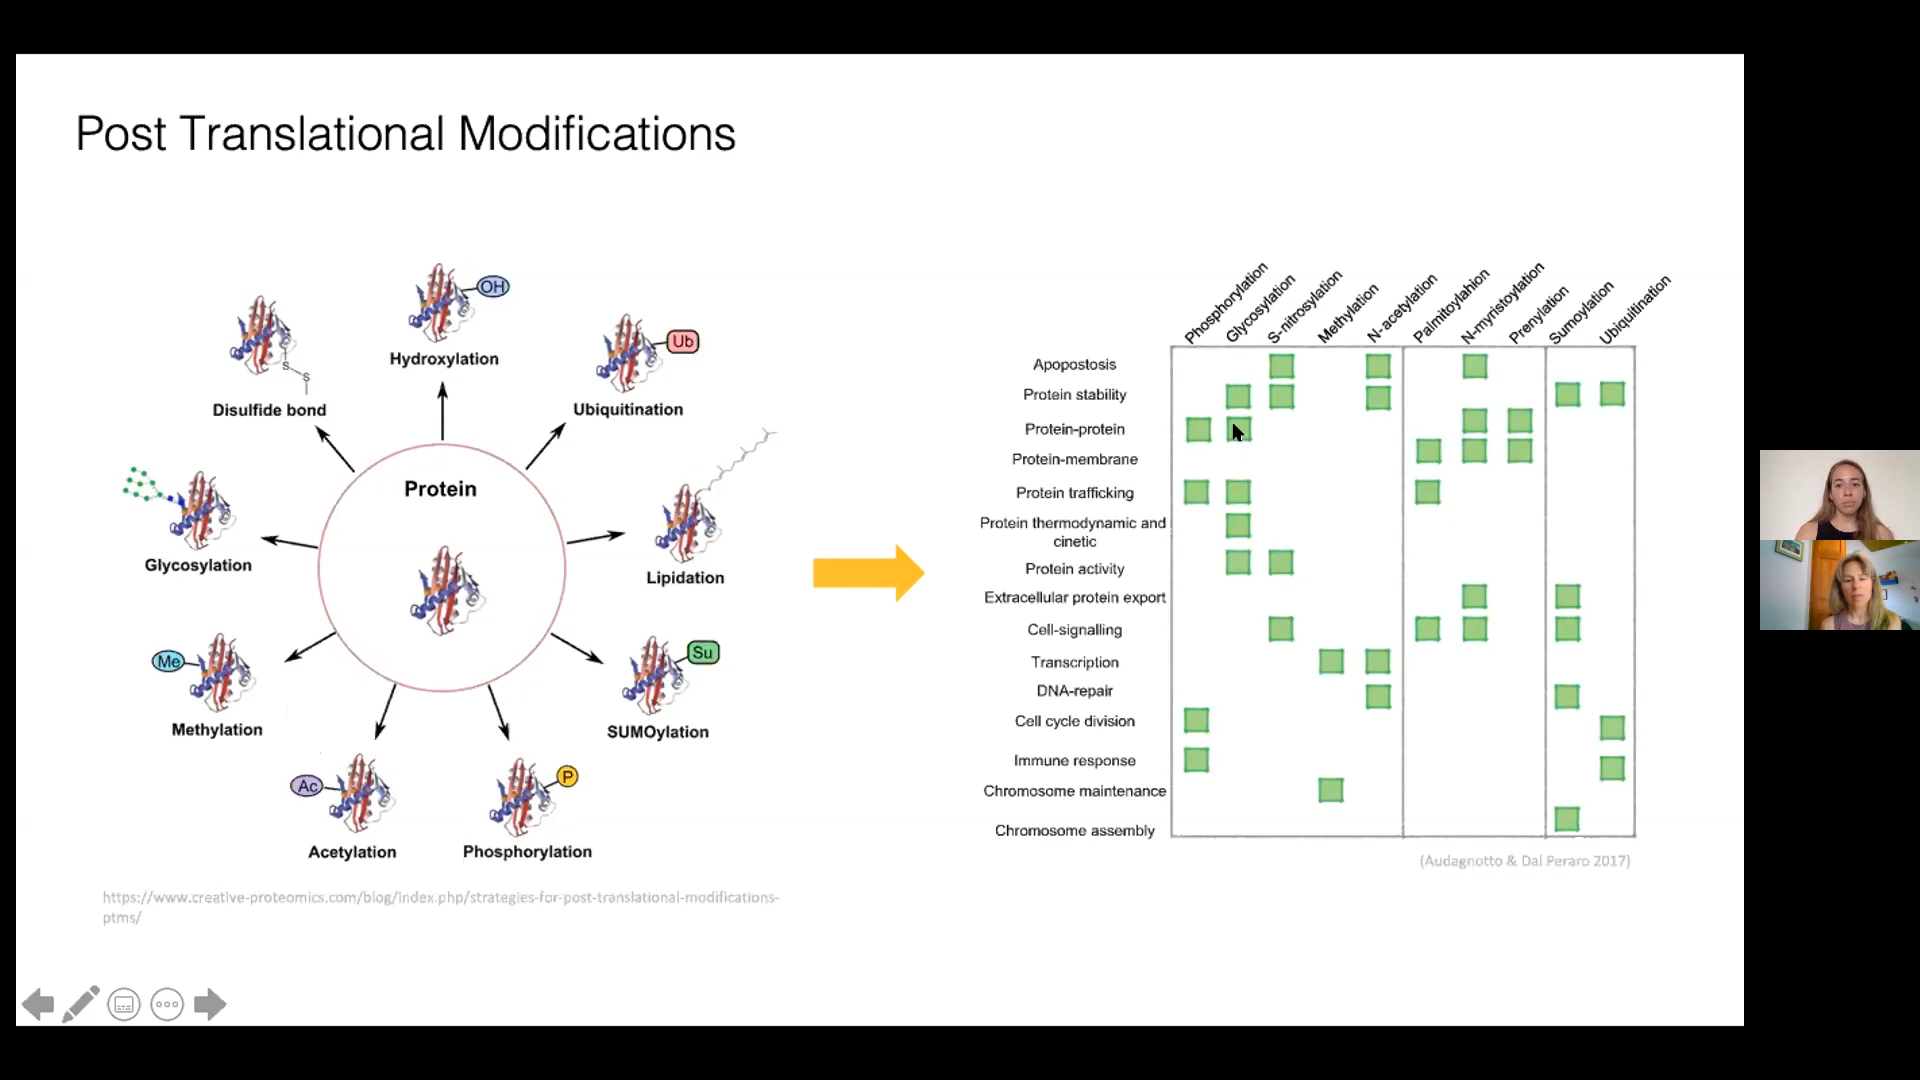 Post Translational Modifications
OH
Hydroxylation
Ub
Ubiquitination
S
S
Disulfide bond
Protein
Glycosylation
Lipidation
Me
Methylation
Su
SUMOylation
Ac
Acetylation
P
Phosphorylation
https://www.creative-proteomics.com/blog/index.php/strategies-for-post-translational-modifications-
ptms/
Phosphorylation
Glycosylation
S-nitrosylation
Methylation
N-acetylation
Palmitoylahion
N-myristoylation
Prenylation
Sumoylation
Ubiquitination
Apopostosis
Protein stability
Protein-protein
Protein-membrane
Protein trafficking
Protein thermodynamic and
cinetic
Protein activity
Extracellular protein export
Cell-signalling
Transcription
DNA-repair
Cell cycle division
Immune response
Chromosome maintenance
Chromosome assembly
(Audagnotto & Dal Peraro 2017)